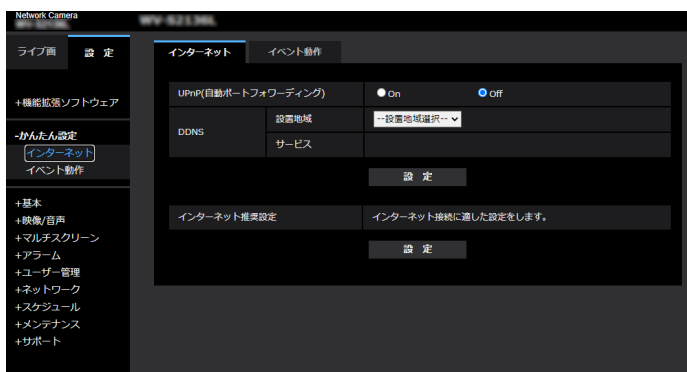 Network Camera
WV-S2136L
ライブ画 設 定
インターネット イベント動作
UPnP(自動ポートフォワーディング) On Off
DDNS 設置地域 --設置地域選択--
サービス
設 定
インターネット推奨設定 インターネット接続に適した設定をします。
設 定
+機能拡張ソフトウェア
-かんたん設定
インターネット
イベント動作
+基本
+映像/音声
+マルチスクリーン
+アラーム
+ユーザー管理
+ネットワーク
+スケジュール
+メンテナンス
+サポート